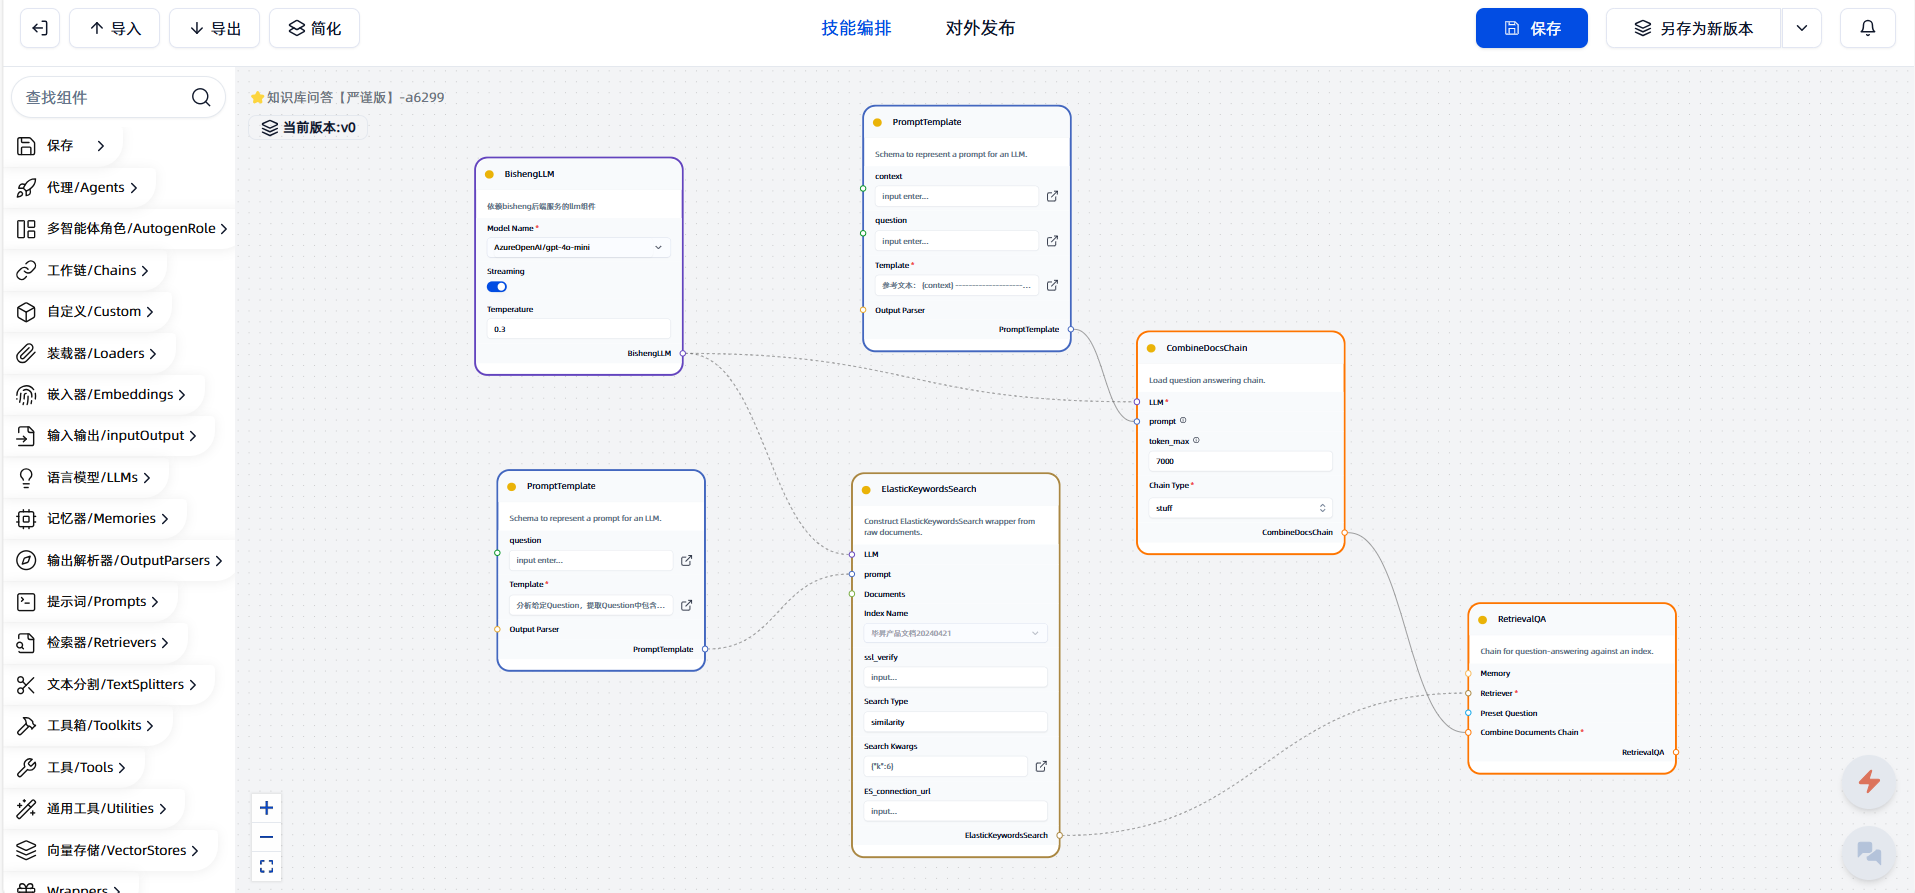 导入
导出
简化
技能编排
对外发布
保存
另存为新版本
查找组件
保存
代理/Agents
多智能体角色/AutogenRole
工作链/Chains
自定义/Custom
装载器/Loaders
嵌入器/Embeddings
输入输出/inputOutput
语言模型/LLMs
记忆器/Memories
输出解析器/OutputParsers
提示词/Prompts
检索器/Retrievers
文本分割/TextSplitters
工具箱/Toolkits
工具/Tools
通用工具/Utilities
向量存储/VectorStores
Wrappers
知识库问答【严谨版】-a6299
当前版本:v0
BishengLLM
依赖bisheng后端服务的llm组件
Model Name *
AzureOpenAI/gpt-4o-mini
Streaming
Temperature
0.3
BishengLLM
PromptTemplate
Schema to represent a prompt for an LLM.
context
input enter...
question
input enter...
Template *
参考文本： {context} -----------------------...
Output Parser
PromptTemplate
PromptTemplate
Schema to represent a prompt for an LLM.
question
input enter...
Template *
分析给定Question，提取Question中包含...
Output Parser
PromptTemplate
ElasticKeywordsSearch
Construct ElasticKeywordsSearch wrapper from
raw documents.
LLM
prompt
Documents
Index Name
毕昇产品文档20240421
ssl_verify
input...
Search Type
similarity
Search Kwargs
{"k":6}
ES_connection_url
input...
ElasticKeywordsSearch
CombineDocsChain
Load question answering chain.
LLM *
prompt
token_max
7000
Chain Type *
stuff
CombineDocsChain
RetrievalQA
Chain for question-answering against an index.
Memory
Retriever *
Preset Question
Combine Documents Chain *
RetrievalQA